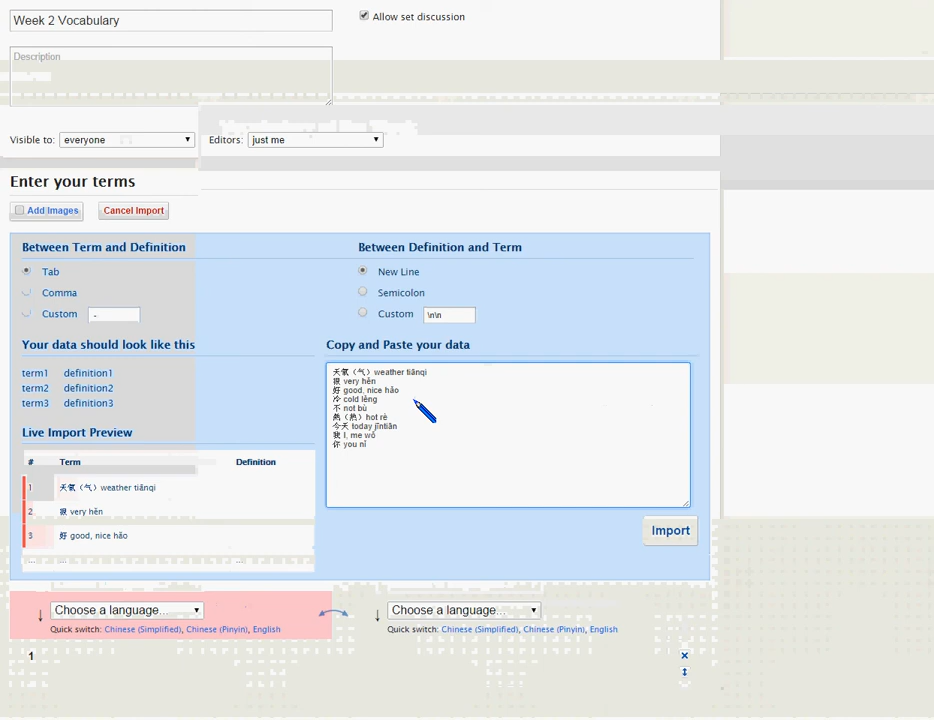 Week 2 Vocabulary
Allow set discussion
Description
Visible to: everyone
Editors: just me
Enter your terms
Add Images
Cancel Import
Between Term and Definition
Between Definition and Term
Tab
New Line
Comma
Semicolon
Custom -
Custom \n\n
Your data should look like this
Copy and Paste your data
term1 definition1
term2 definition2
term3 definition3
天氣（气）weather tiānqì
很 very hěn
好 good, nice hǎo
冷 cold lěng
不 not bù
熱（热）hot rè
今天 today jīntiān
我 I, me wǒ
你 you nǐ
Live Import Preview
# Term Definition
1 天氣（气）weather tiānqì
2 很 very hěn
3 好 good, nice hǎo
... ... ...
Import
Choose a language...
Choose a language...
Quick switch: Chinese (Simplified), Chinese (Pinyin), English
Quick switch: Chinese (Simplified), Chinese (Pinyin), English
1